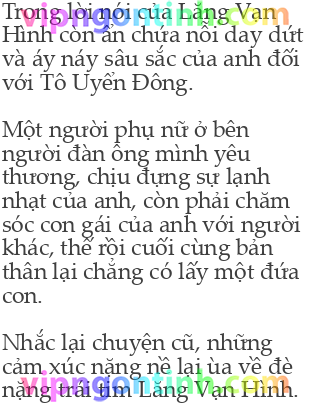 Trong lời nói của Lăng Vạn
Hình còn ẩn chứa nỗi day dứt
và áy náy sâu sắc của anh đối
với Tô Uyển Đông.
Một người phụ nữ ở bên
người đàn ông mình yêu
thương, chịu đựng sự lạnh
nhạt của anh, còn phải chăm
sóc con gái của anh với người
khác, thế rồi cuối cùng bản
thân lại chẳng có lấy một đứa
con.
Nhắc lại chuyện cũ, những
cảm xúc nặng nề lại ùa về đè
nặng trái tim Lăng Vạn Hình.
vipngontinh.com
vipngontinh.com